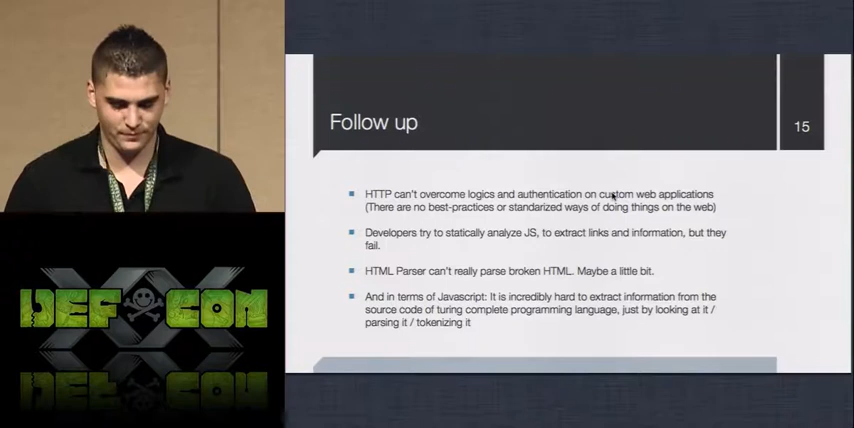 Follow up
15
HTTP can't overcome logics and authentication on custom web applications
(There are no best-practices or standarized ways of doing things on the web)
Developers try to statically analyze JS, to extract links and information, but they
fail.
HTML Parser can't really parse broken HTML. Maybe a little bit.
And in terms of Javascript: It is incredibly hard to extract information from the
source code of turing complete programming language, just by looking at it /
parsing it / tokenizing it
DEF CON
XX